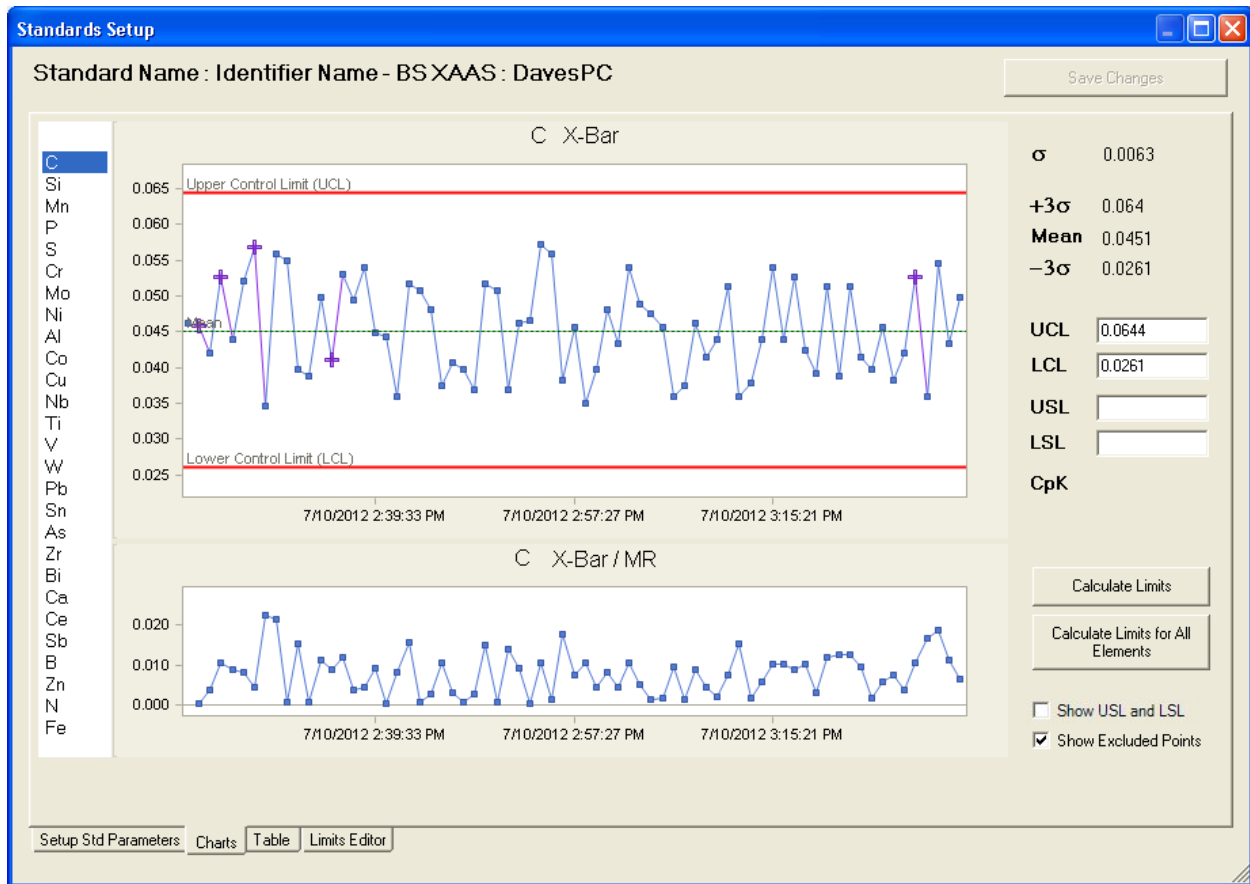 Standards Setup
Standard Name : Identifier Name - BS XAAS : DavesPC
Save Changes
C
Si
Mn
P
S
Cr
Mo
Ni
Al
Co
Cu
Nb
Ti
V
W
Pb
Sn
As
Zr
Bi
Ca
Ce
Sb
B
Zn
N
Fe
C X-Bar
0.065
0.060
0.055
0.050
0.045
0.040
0.035
0.030
0.025
Upper Control Limit (UCL)
Mean
Lower Control Limit (LCL)
7/10/2012 2:39:33 PM 7/10/2012 2:57:27 PM 7/10/2012 3:15:21 PM
C X-Bar / MR
0.020
0.010
0.000
7/10/2012 2:39:33 PM 7/10/2012 2:57:27 PM 7/10/2012 3:15:21 PM
σ 0.0063
+3σ 0.064
Mean 0.0451
−3σ 0.0261
UCL 0.0644
LCL 0.0261
USL
LSL
CpK
Calculate Limits
Calculate Limits for All
Elements
Show USL and LSL
Show Excluded Points
Setup Std Parameters Charts Table Limits Editor